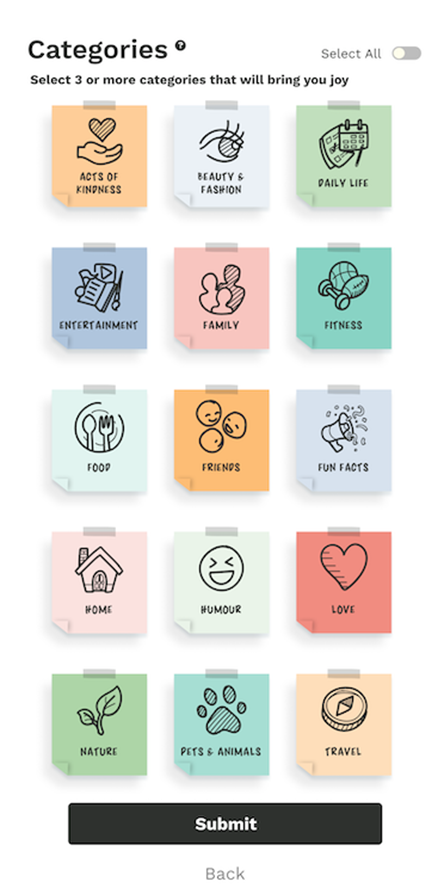 Categories ?
Select All
Select 3 or more categories that will bring you joy
ACTS OF
KINDNESS
BEAUTY &
FASHION
DAILY LIFE
ENTERTAINMENT
FAMILY
FITNESS
FOOD
FRIENDS
FUN FACTS
HOME
HUMOUR
LOVE
NATURE
PETS & ANIMALS
TRAVEL
Submit
Back